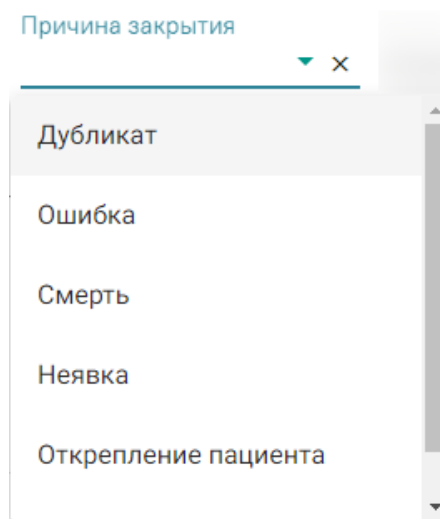 Причина закрытия
Дубликат
Ошибка
Смерть
Неявка
Открепление пациента